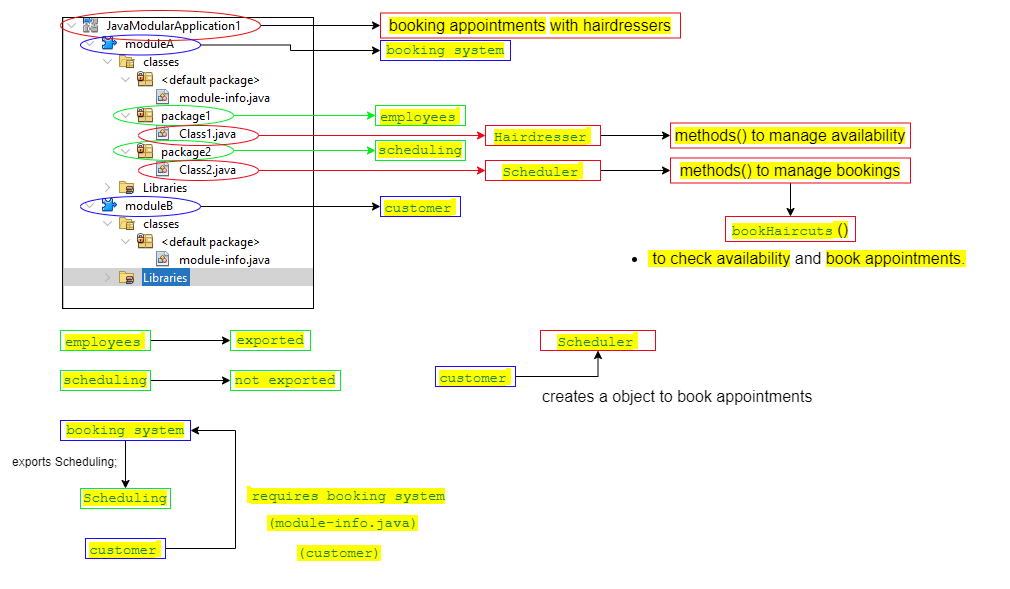 JavaModularApplication1
booking appointments with hairdressers
moduleA
booking system
classes
<default package>
module-info.java
package1
employees
Class1.java
Hairdresser
methods() to manage availability
package2
scheduling
Class2.java
Scheduler
methods() to manage bookings
Libraries
moduleB
customer
classes
bookHaircuts ()
<default package>
module-info.java
• to check availability and book appointments.
Libraries
employees
exported
Scheduler
scheduling
not exported
customer
creates a object to book appointments
booking system
exports Scheduling;
Scheduling
requires booking system
(module-info.java)
customer
(customer)